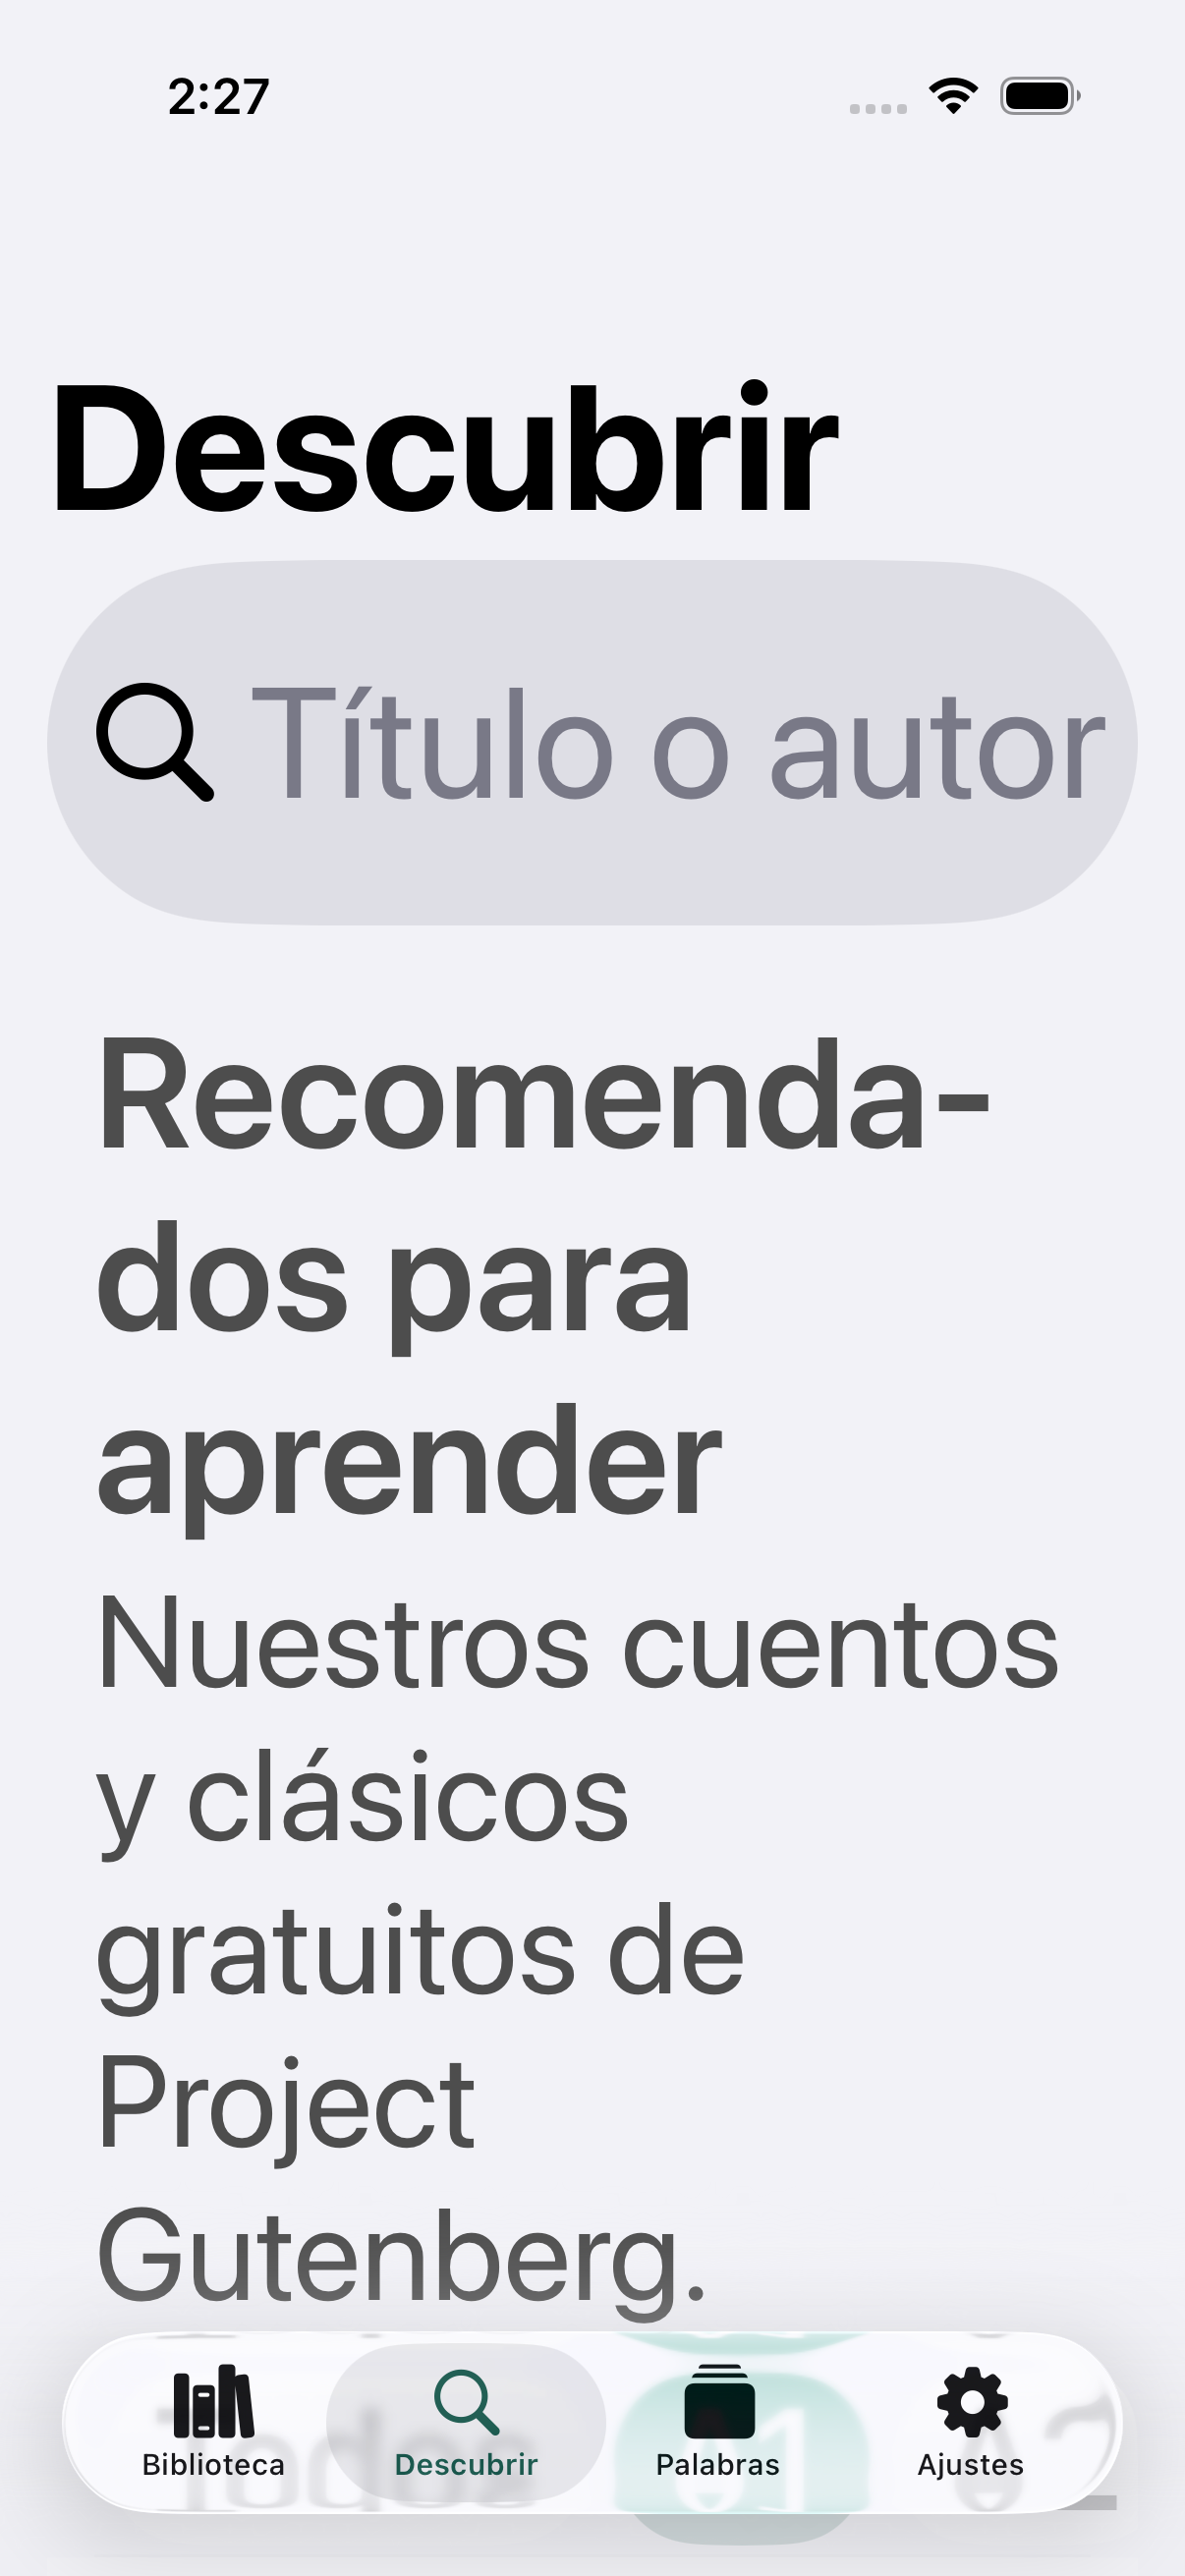 2:27
Descubrir
Título o autor
Recomenda-
dos para
aprender
Nuestros cuentos
y clásicos
gratuitos de
Project
Gutenberg.
Biblioteca
Descubrir
Palabras
Ajustes